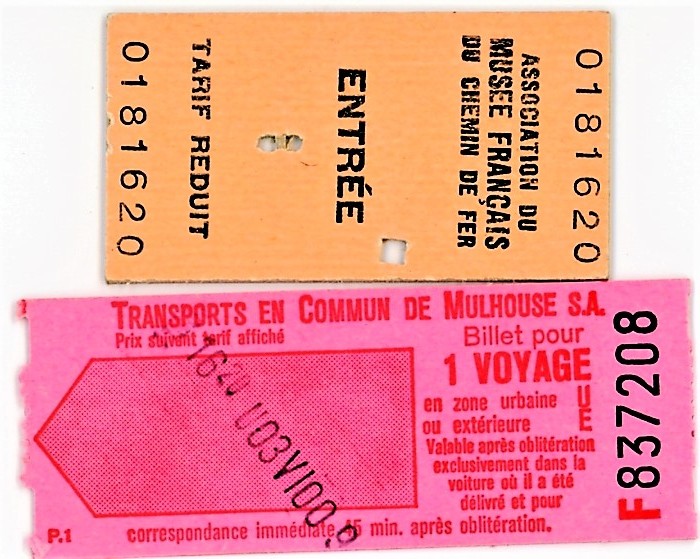 0181620
ASSOCIATION DU
MUSEE FRANÇAIS
DU CHEMIN DE FER
ENTRÉE
TARIF REDUIT
0181620
TRANSPORTS EN COMMUN DE MULHOUSE S.A.
Prix suivant tarif affiché
Billet pour
1 VOYAGE
en zone urbaine U
ou extérieure E
Valable après oblitération
exclusivement dans la
voiture où il a été
délivré et pour
correspondance immédiate 45 min. après oblitération.
P.1
F837208